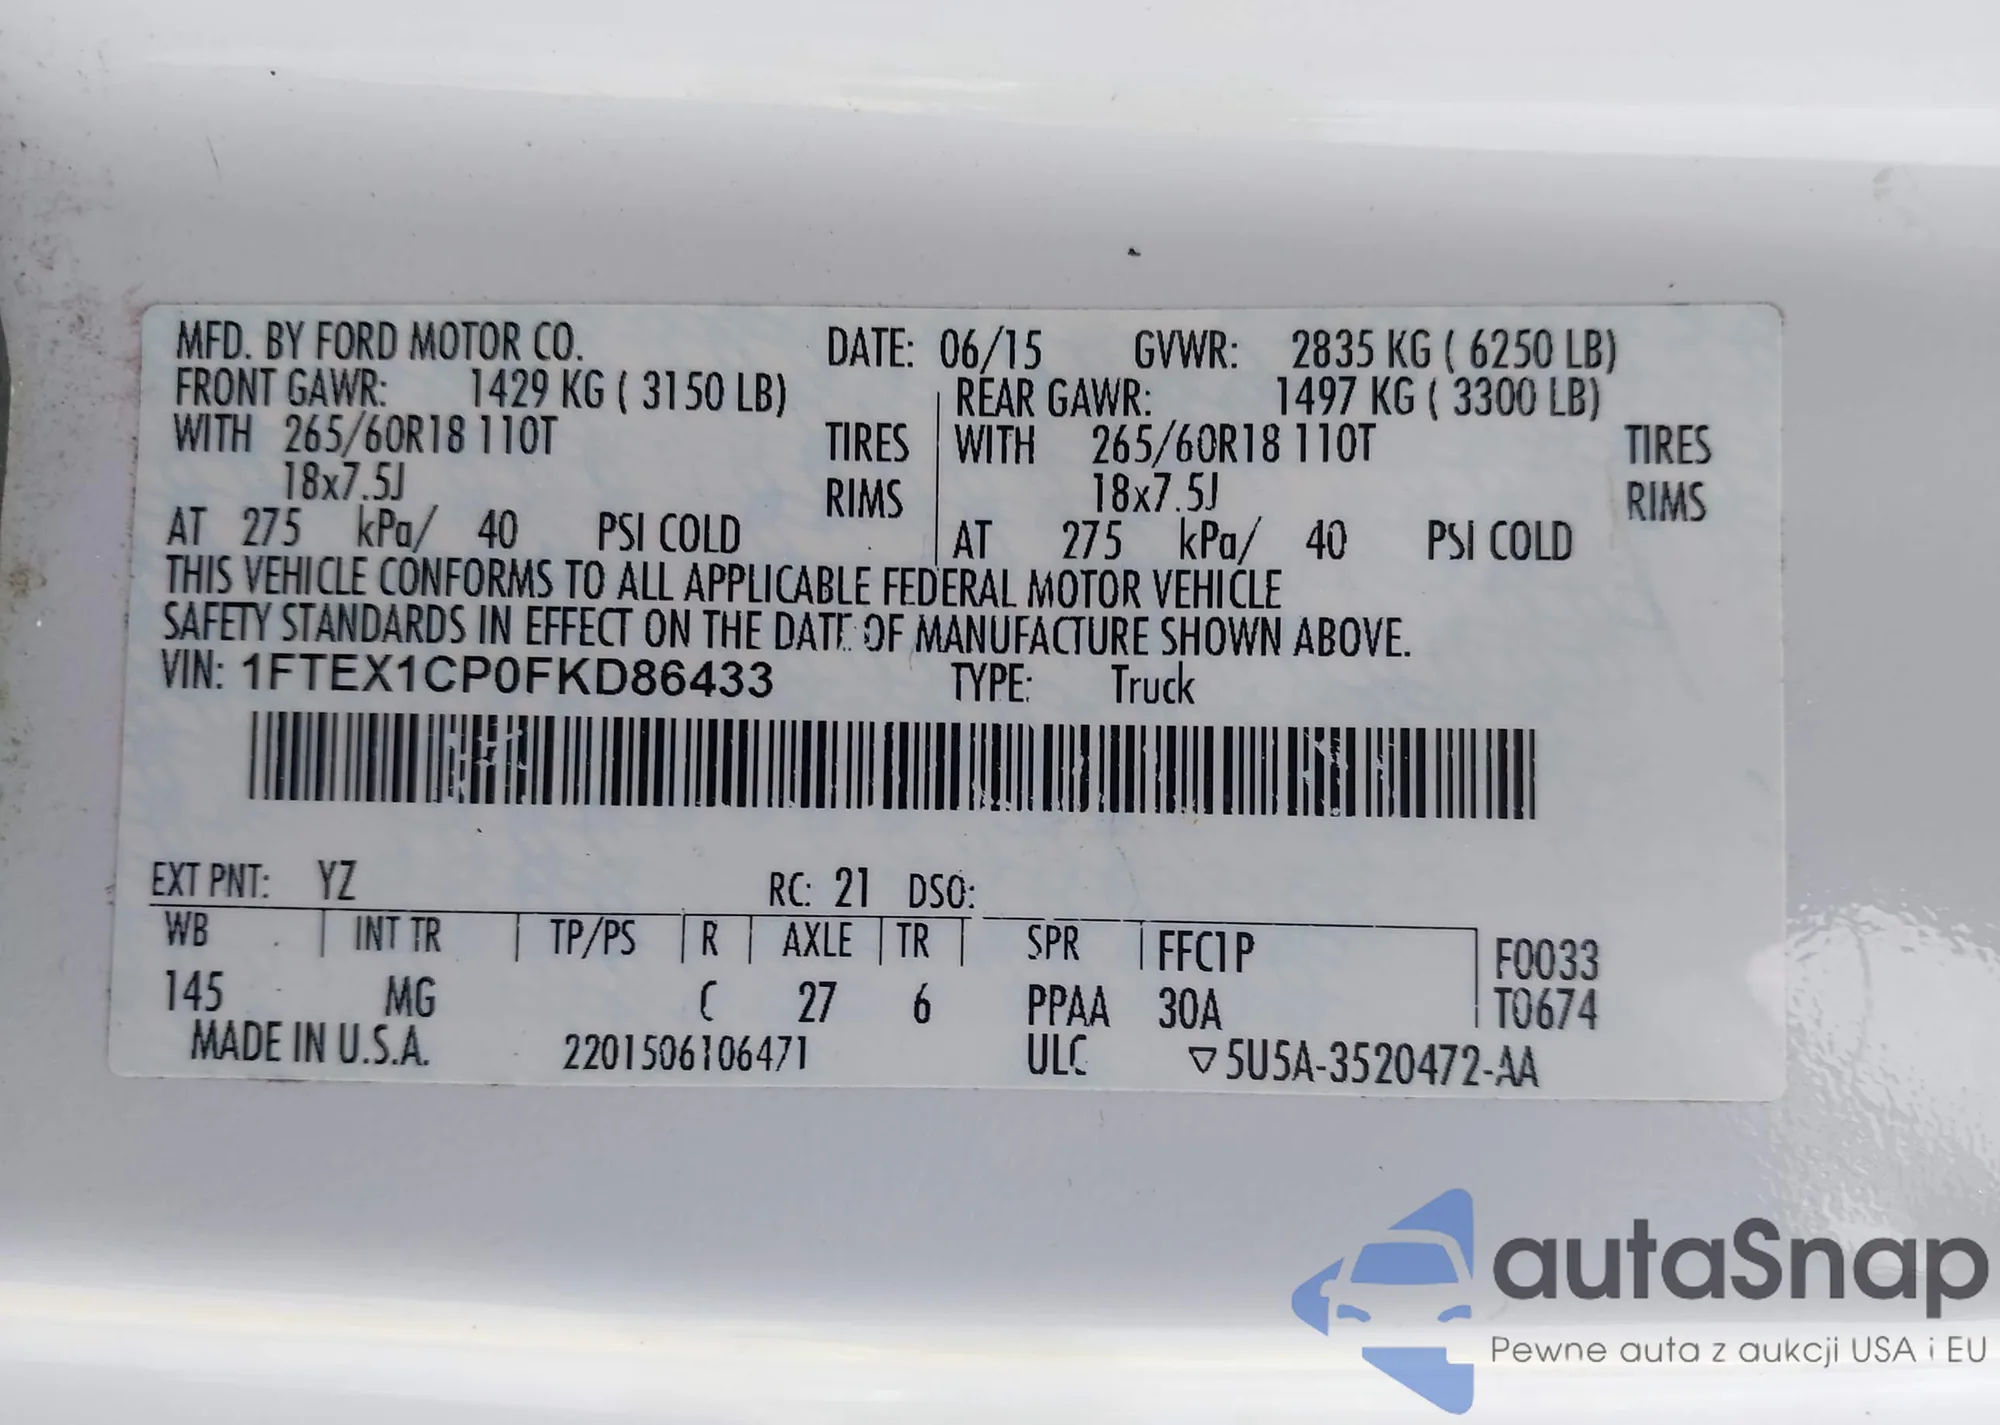 MFD. BY FORD MOTOR CO. DATE: 06/15 GVWR: 2835 KG ( 6250 LB)
FRONT GAWR: 1429 KG ( 3150 LB) REAR GAWR: 1497 KG ( 3300 LB)
WITH 265/60R18 110T TIRES WITH 265/60R18 110T TIRES
18x7.5J RIMS 18x7.5J RIMS
AT 275 kPa/ 40 PSI COLD AT 275 kPa/ 40 PSI COLD
THIS VEHICLE CONFORMS TO ALL APPLICABLE FEDERAL MOTOR VEHICLE
SAFETY STANDARDS IN EFFECT ON THE DATE OF MANUFACTURE SHOWN ABOVE.
VIN: 1FTEX1CP0FKD86433 TYPE: Truck
EXT PNT: YZ RC: 21 DSO:
WB INT TR TP/PS R AXLE TR SPR FFC1P F0033
145 MG C 27 6 PPAA 30A T0674
MADE IN U.S.A. 2201506106471 ULC ▽5U5A-3520472-AA
autaSnap
Pewne auta z aukcji USA i EU